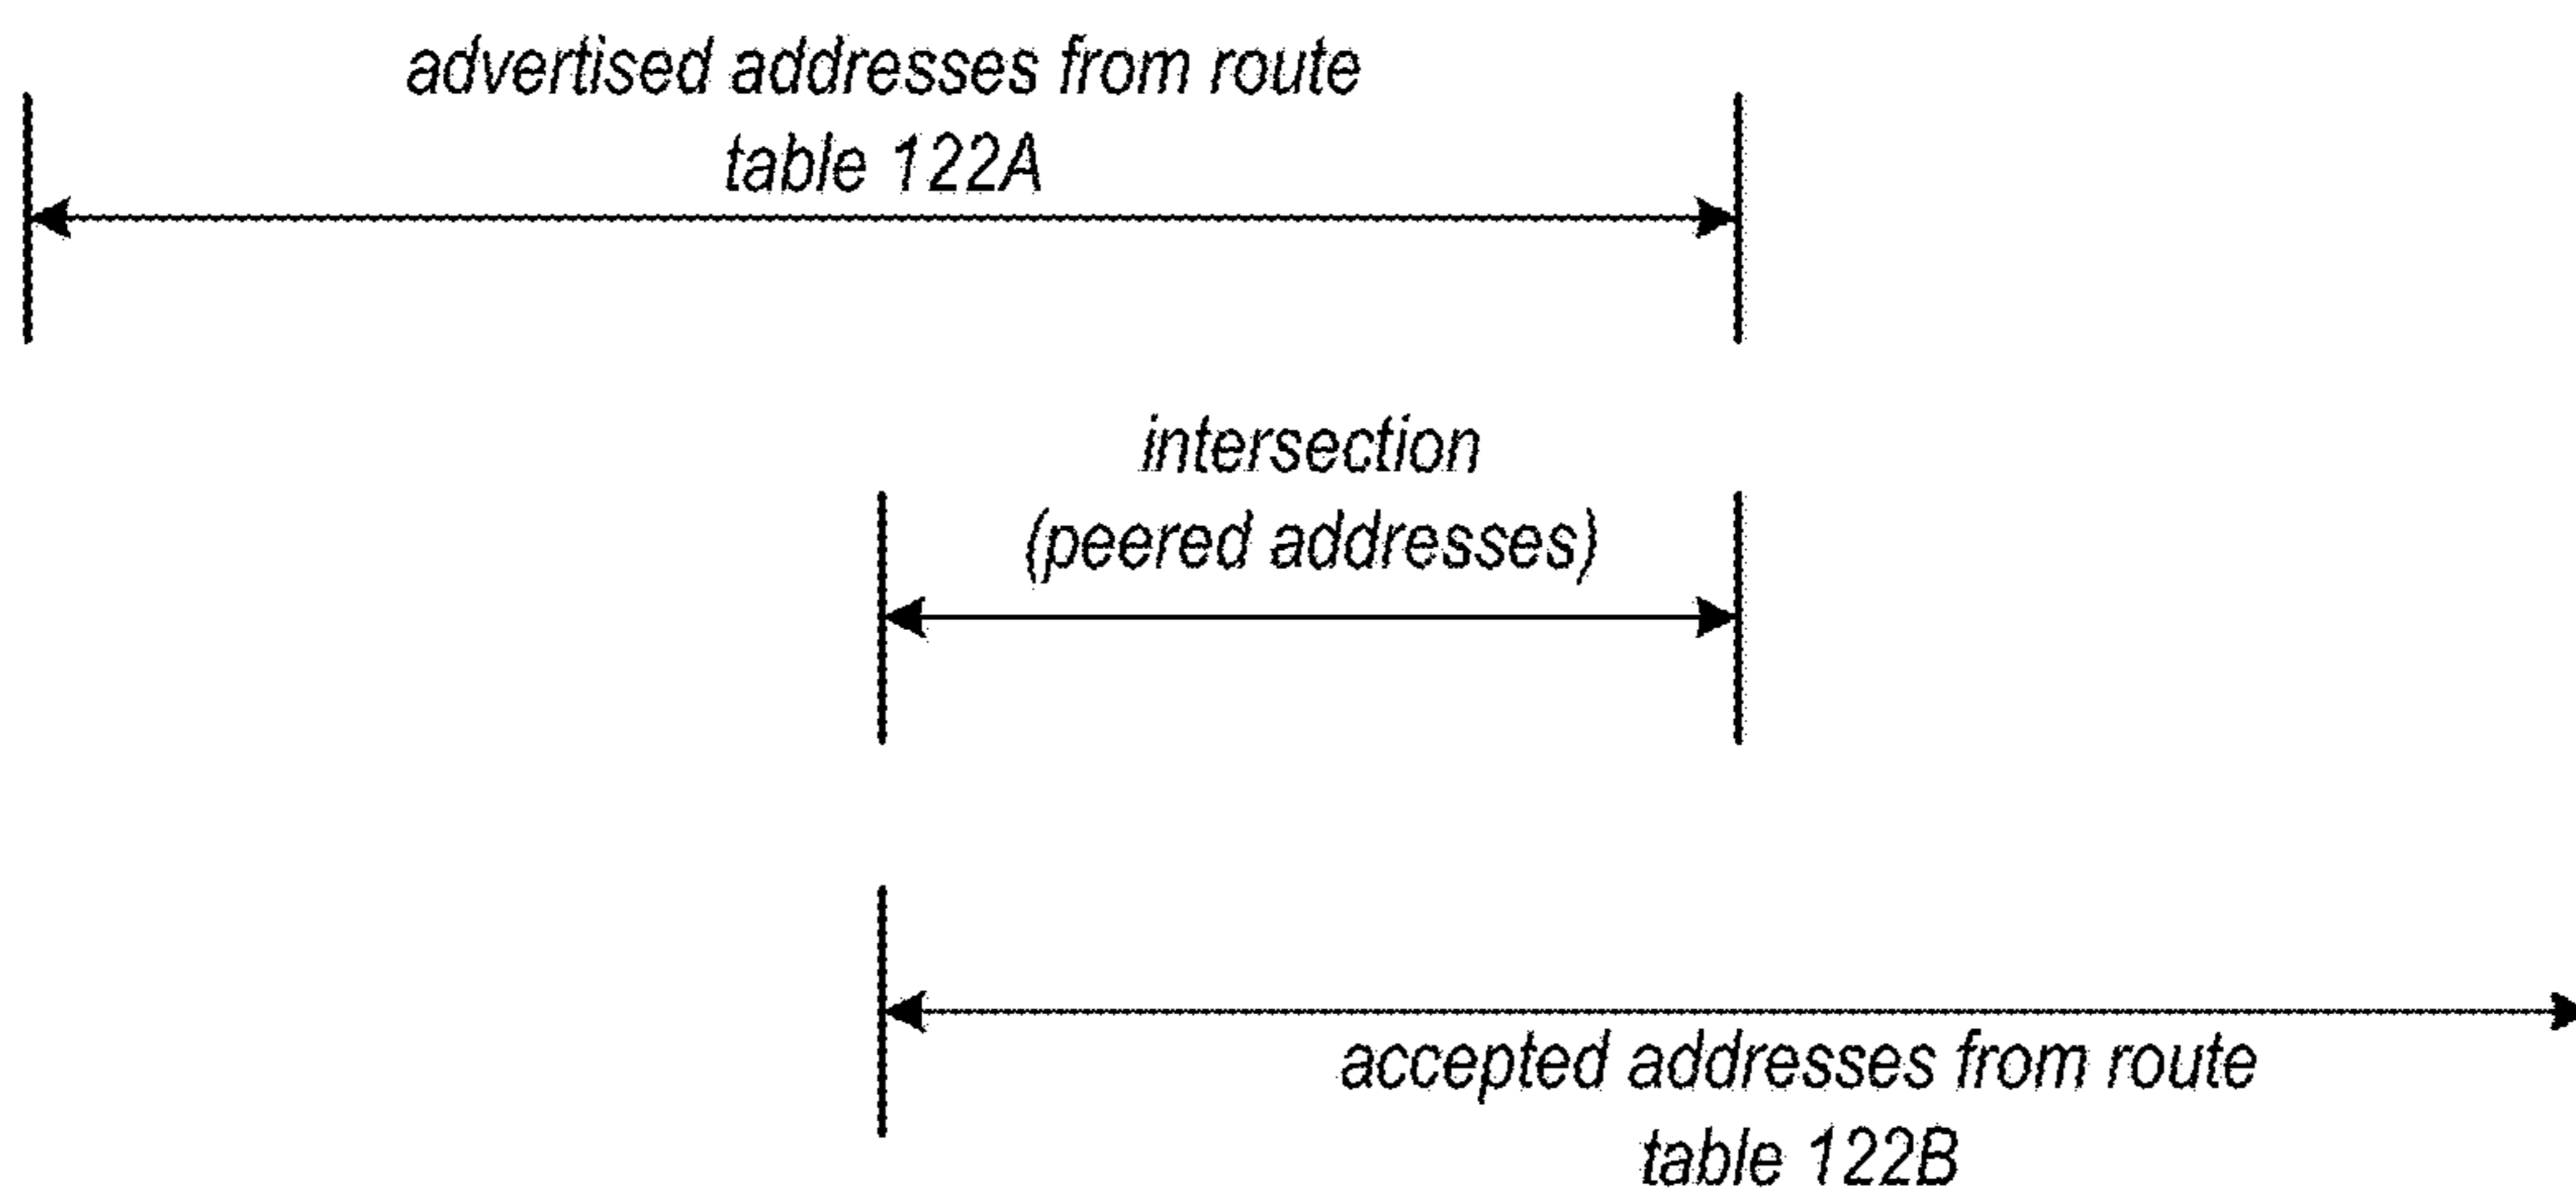 advertised addresses from route
table 122A
intersection
(peered addresses)
accepted addresses from route
table 122B